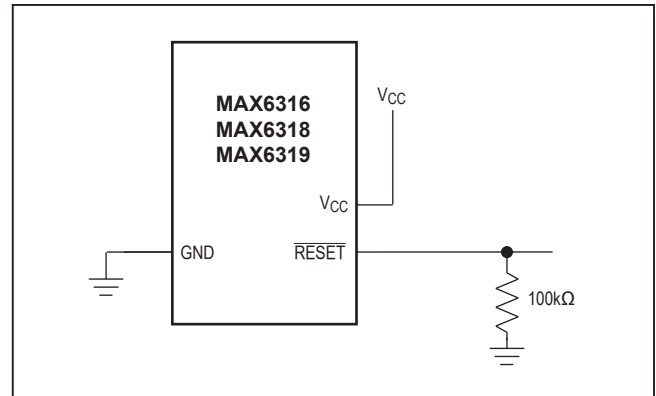 MAX6316
MAX6318
MAX6319
VCC
VCC
GND
RESET
100kΩ